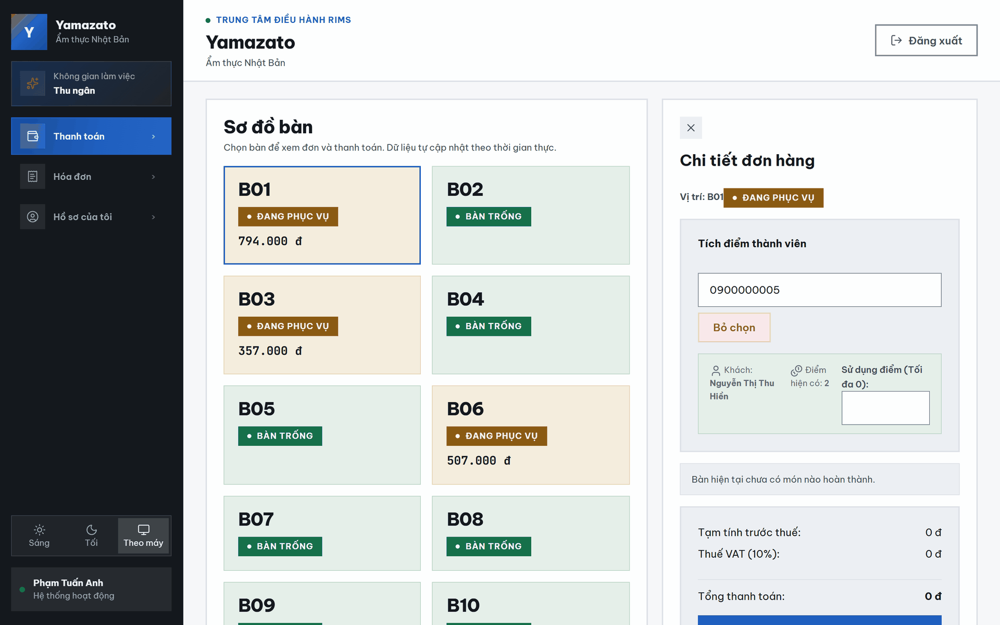 Y
Yamazato
Ẩm thực Nhật Bản
Không gian làm việc
Thu ngân
Thanh toán
Hóa đơn
Hồ sơ của tôi
Sáng
Tối
Theo máy
Phạm Tuấn Anh
Hệ thống hoạt động
TRUNG TÂM ĐIỀU HÀNH RIMS
Yamazato
Ẩm thực Nhật Bản
Đăng xuất
Sơ đồ bàn
Chọn bàn để xem đơn và thanh toán. Dữ liệu tự cập nhật theo thời gian thực.
B01
ĐANG PHỤC VỤ
794.000 đ
B02
BÀN TRỐNG
B03
ĐANG PHỤC VỤ
357.000 đ
B04
BÀN TRỐNG
B05
BÀN TRỐNG
B06
ĐANG PHỤC VỤ
507.000 đ
B07
BÀN TRỐNG
B08
BÀN TRỐNG
B09
B10
Chi tiết đơn hàng
Vị trí: B01 ĐANG PHỤC VỤ
Tích điểm thành viên
0900000005
Bỏ chọn
Khách:
Nguyễn Thị Thu
Hiền
Điểm
hiện có: 2
Sử dụng điểm (Tối
đa 0):
Bàn hiện tại chưa có món nào hoàn thành.
Tạm tính trước thuế: 0 đ
Thuế VAT (10%): 0 đ
Tổng thanh toán: 0 đ